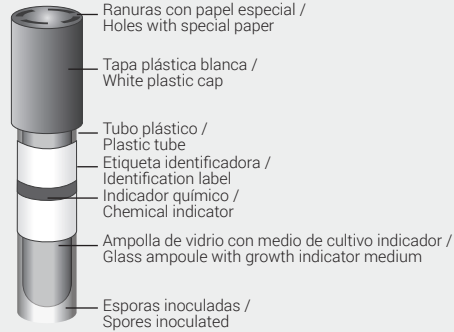 Ranuras con papel especial /
Holes with special paper
Tapa plástica blanca /
White plastic cap
Tubo plástico /
Plastic tube
Etiqueta identificadora /
Identification label
Indicador químico /
Chemical indicator
Ampolla de vidrio con medio de cultivo indicador /
Glass ampoule with growth indicator medium
Esporas inoculadas /
Spores inoculated